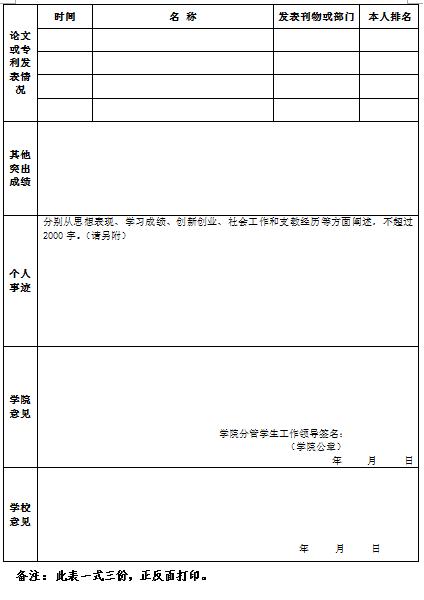 时间 名 称 发表刊物或部门 本人排名
论文
或专
利发
表情
况
其他
突出
成绩
个人
事迹
分别从思想表现、学习成绩、创新创业、社会工作和支教经历等方面阐述，不超过
2000字。（请另附）
学院
意见
学院分管学生工作领导签名：
（学院公章）
年 月 日
学校
意见
年 月 日
备注：此表一式三份，正反面打印。